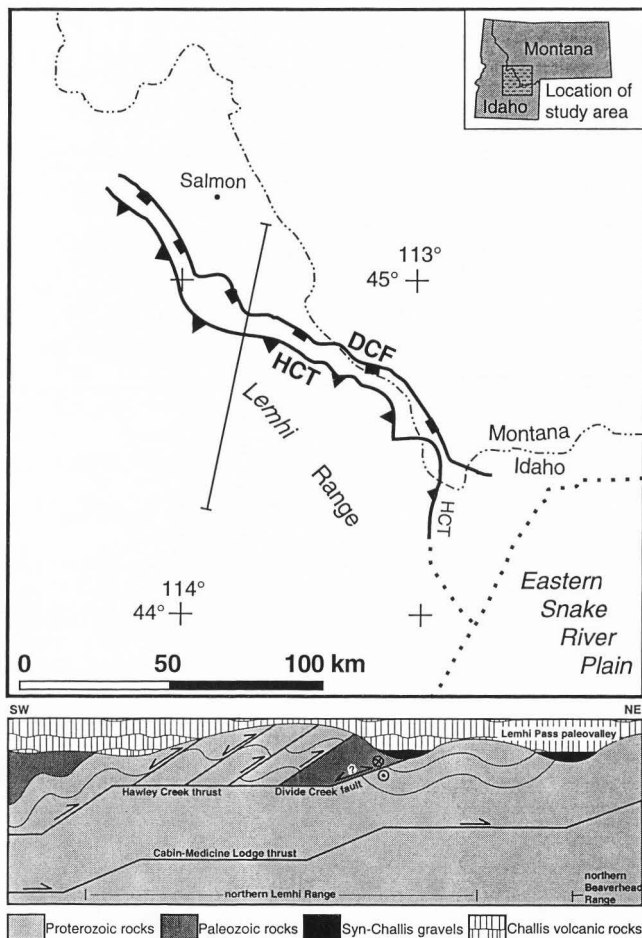 Montana
Idaho
Location of
study area
Salmon
113°
45°
DCF
HCT
Lemhi
Range
Montana
Idaho
HCT
114°
44°
Eastern
Snake
River
Plain
0 50 100 km
SW NE
Lemhi Pass paleovalley
?
Hawley Creek thrust
Divide Creek fault
Cabin-Medicine Lodge thrust
northern Lemhi Range
northern
Beaverhead
Range
Proterozoic rocks Paleozoic rocks Syn-Challis gravels Challis volcanic rocks